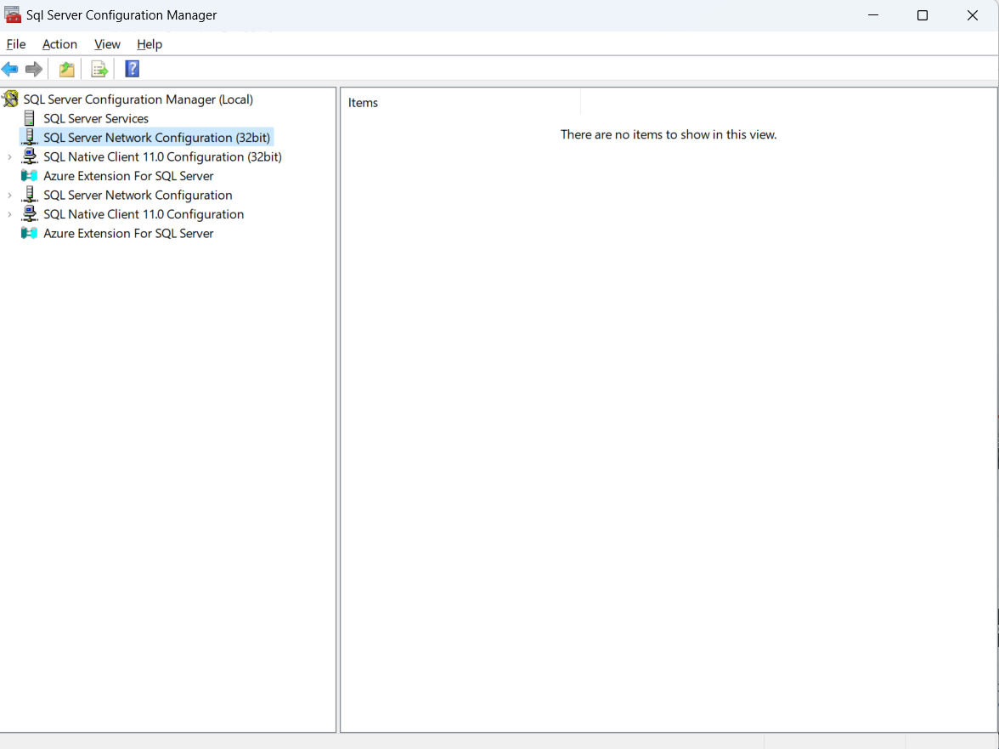 Sql Server Configuration Manager
File Action View Help
SQL Server Configuration Manager (Local)
SQL Server Services
SQL Server Network Configuration (32bit)
SQL Native Client 11.0 Configuration (32bit)
Azure Extension For SQL Server
SQL Server Network Configuration
SQL Native Client 11.0 Configuration
Azure Extension For SQL Server
Items
There are no items to show in this view.